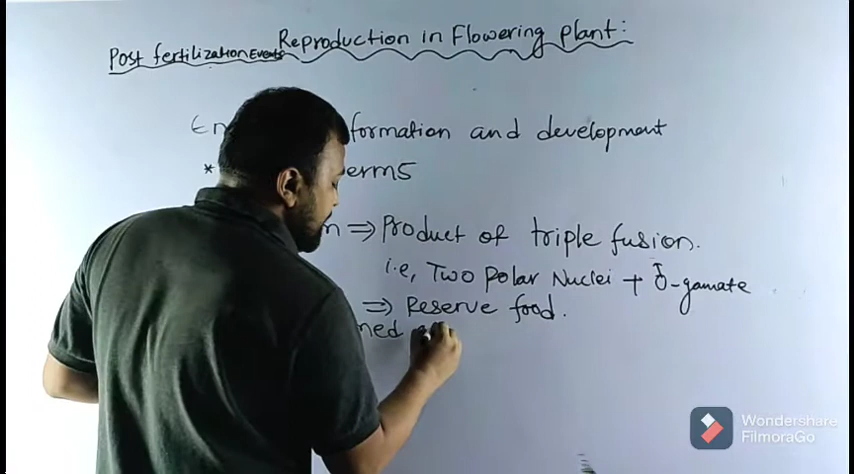 Reproduction in Flowering plant:
Post fertilization Events
En formation and development
* erms
n ⇒ Product of triple fusion.
i.e, Two Polar Nuclei + ♂-gamate
⇒ Reserve food.
ned
Wondershare
FilmoraGo